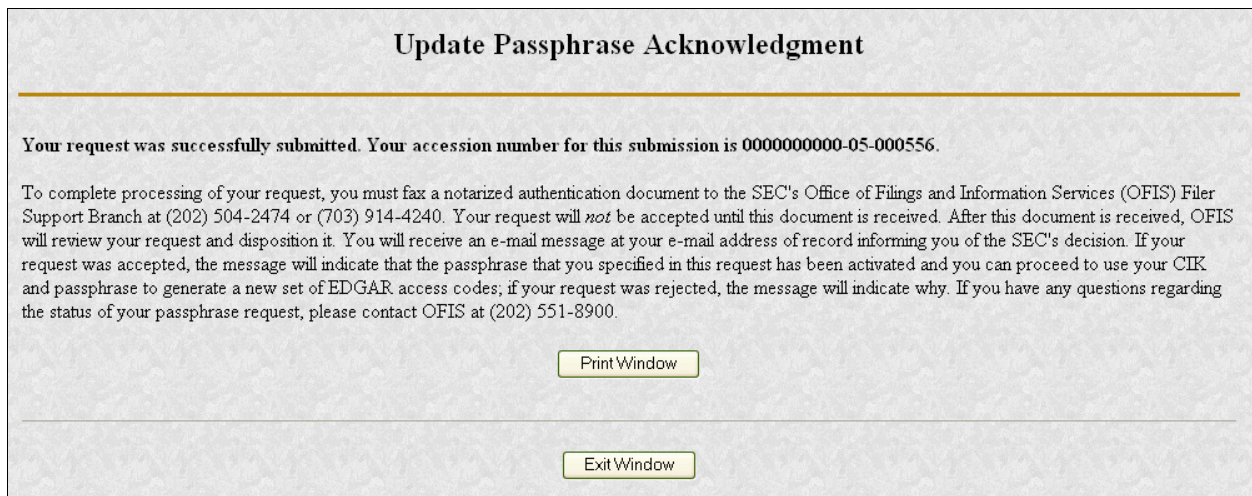 Update Passphrase Acknowledgment
Your request was successfully submitted. Your accession number for this submission is 0000000000-05-000556.
To complete processing of your request, you must fax a notarized authentication document to the SEC's Office of Filings and Information Services (OFIS) Filer
Support Branch at (202) 504-2474 or (703) 914-4240. Your request will not be accepted until this document is received. After this document is received, OFIS
will review your request and disposition it. You will receive an e-mail message at your e-mail address of record informing you of the SEC's decision. If your
request was accepted, the message will indicate that the passphrase that you specified in this request has been activated and you can proceed to use your CIK
and passphrase to generate a new set of EDGAR access codes; if your request was rejected, the message will indicate why. If you have any questions regarding
the status of your passphrase request, please contact OFIS at (202) 551-8900.
Print Window
Exit Window